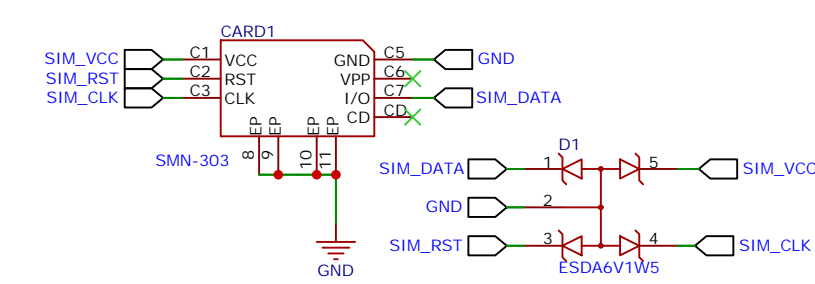 CARD1
SIM_VCC C1 VCC GND C5 GND
SIM_RST C2 RST VPP C6
SIM_CLK C3 CLK I/O C7 SIM_DATA
CD CD
EP EP EP EP
8 9 10 11
SMN-303
GND
D1
SIM_DATA 1 5 SIM_VCC
GND 2
SIM_RST 3 4 SIM_CLK
ESDA6V1W5